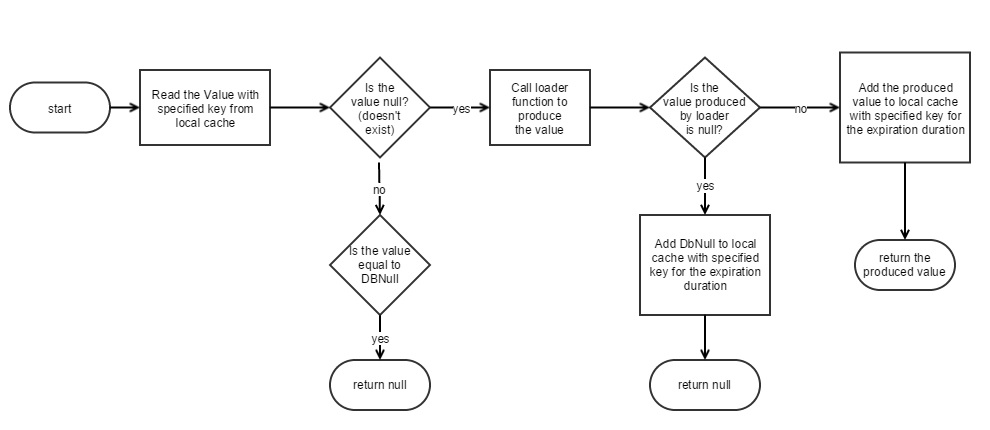 start
Read the Value with
specified key from
local cache
Is the
value null?
(doesn't
exist)
yes
Call loader
function to
produce
the value
Is the
value produced
by loader
is null?
no
Add the produced
value to local cache
with specified key for
the expiration duration
no
yes
Is the value
equal to
DBNull
Add DbNull to local
cache with specified
key for the expiration
duration
return the
produced value
yes
return null
return null